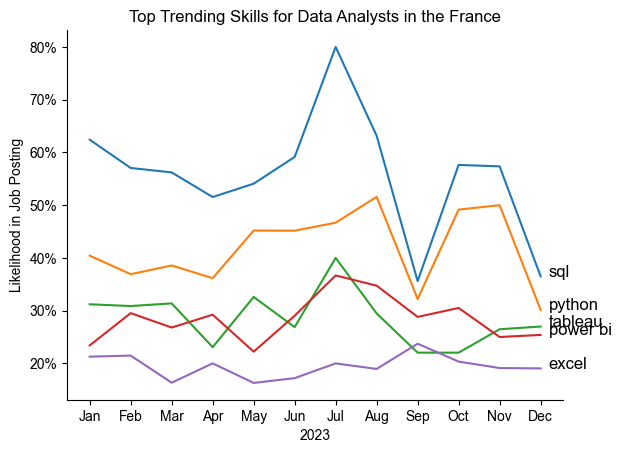 Top Trending Skills for Data Analysts in the France
Likelihood in Job Posting
80%
70%
60%
50%
40%
30%
20%
sql
python
tableau
power bi
excel
Jan Feb Mar Apr May Jun Jul Aug Sep Oct Nov Dec
2023